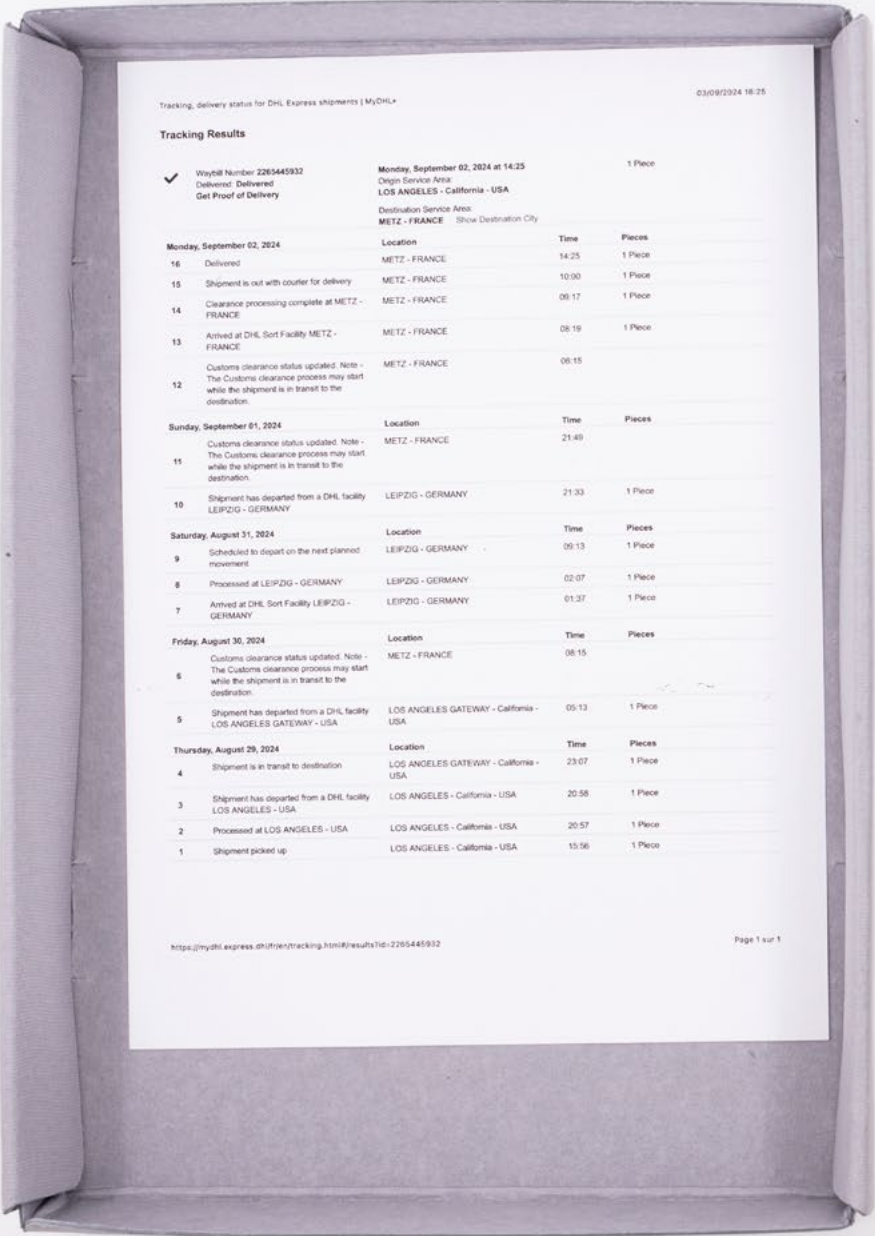 Tracking, delivery status for DHL Express shipments | MyDHL+
03/09/2024 18:25
Tracking Results
Waybill Number 2265445932
Delivered: Delivered
Get Proof of Delivery
Monday, September 02, 2024 at 14:25
Origin Service Area:
LOS ANGELES - California - USA
Destination Service Area:
METZ - FRANCE Show Destination City
1 Piece
Monday, September 02, 2024 Location Time Pieces
16 Delivered METZ - FRANCE 14:25 1 Piece
15 Shipment is out with courier for delivery METZ - FRANCE 10:00 1 Piece
14 Clearance processing complete at METZ - METZ - FRANCE 09:17 1 Piece
FRANCE
13 Arrived at DHL Sort Facility METZ - METZ - FRANCE 08:19 1 Piece
FRANCE
12 Customs clearance status updated. Note - METZ - FRANCE 06:15
The Customs clearance process may start
while the shipment is in transit to the
destination.
Sunday, September 01, 2024 Location Time Pieces
11 Customs clearance status updated. Note - METZ - FRANCE 21:49
The Customs clearance process may start
while the shipment is in transit to the
destination.
10 Shipment has departed from a DHL facility LEIPZIG - GERMANY 21:33 1 Piece
LEIPZIG - GERMANY
Saturday, August 31, 2024 Location Time Pieces
9 Scheduled to depart on the next planned LEIPZIG - GERMANY 09:13 1 Piece
movement
8 Processed at LEIPZIG - GERMANY LEIPZIG - GERMANY 02:07 1 Piece
7 Arrived at DHL Sort Facility LEIPZIG - LEIPZIG - GERMANY 01:37 1 Piece
GERMANY
Friday, August 30, 2024 Location Time Pieces
6 Customs clearance status updated. Note - METZ - FRANCE 08:15
The Customs clearance process may start
while the shipment is in transit to the
destination.
5 Shipment has departed from a DHL facility LOS ANGELES GATEWAY - California - 05:13 1 Piece
LOS ANGELES GATEWAY - USA USA
Thursday, August 29, 2024 Location Time Pieces
4 Shipment is in transit to destination LOS ANGELES GATEWAY - California - 23:07 1 Piece
USA
3 Shipment has departed from a DHL facility LOS ANGELES - California - USA 20:58 1 Piece
LOS ANGELES - USA
2 Processed at LOS ANGELES - USA LOS ANGELES - California - USA 20:57 1 Piece
1 Shipment picked up LOS ANGELES - California - USA 15:56 1 Piece
https://mydhl.express.dhl/fr/en/tracking.html#/results?id=2265445932
Page 1 sur 1